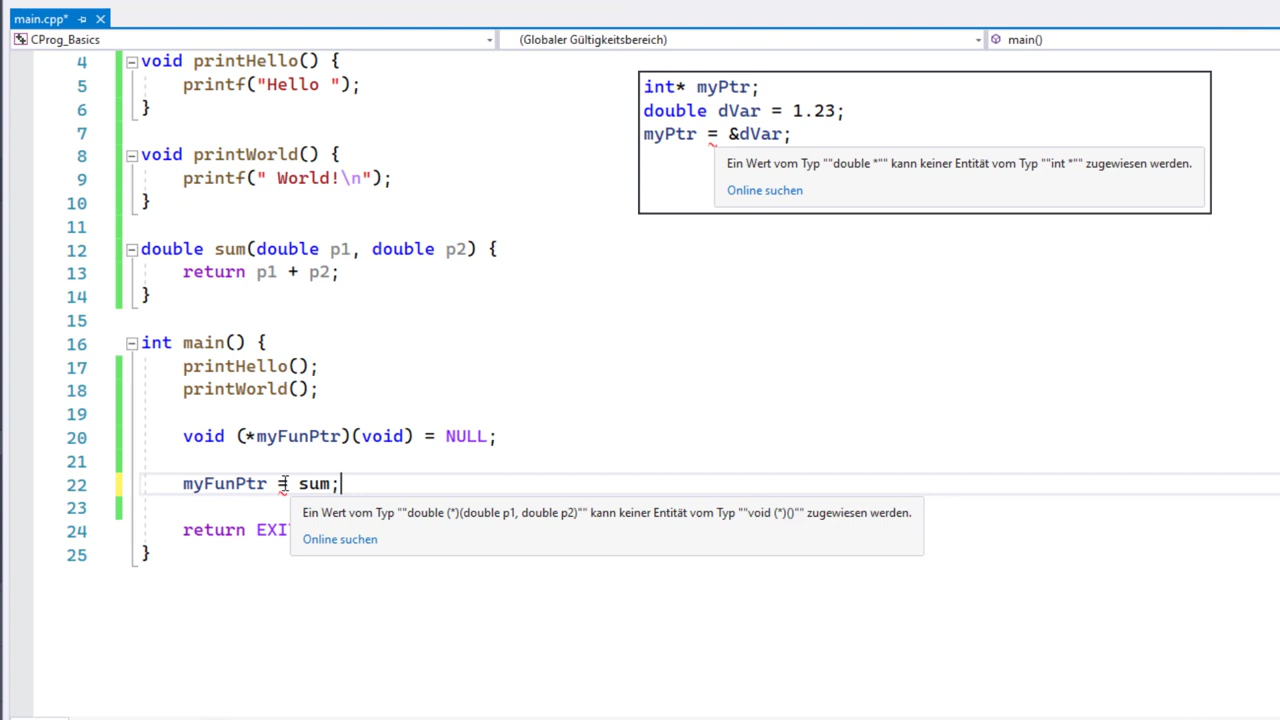 main.cpp*
CProg_Basics (Globaler Gültigkeitsbereich) main()
4 void printHello() {
5 printf("Hello ");
6 }
7
8 void printWorld() {
9 printf(" World!\n");
10 }
11
12 double sum(double p1, double p2) {
13 return p1 + p2;
14 }
15
16 int main() {
17 printHello();
18 printWorld();
19
20 void (*myFunPtr)(void) = NULL;
21
22 myFunPtr = sum;
23
Ein Wert vom Typ ""double (*)(double p1, double p2)"" kann keiner Entität vom Typ ""void (*)()"" zugewiesen werden.
Online suchen
24 return EXI
25 }
int* myPtr;
double dVar = 1.23;
myPtr = &dVar;
Ein Wert vom Typ ""double *"" kann keiner Entität vom Typ ""int *"" zugewiesen werden.
Online suchen